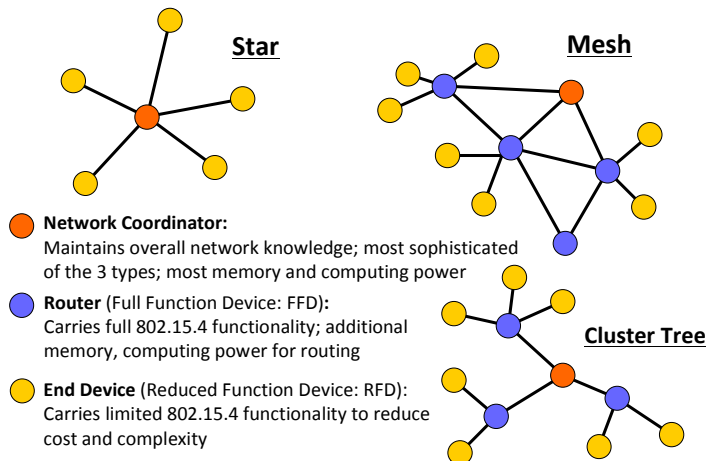 Star
Mesh
Network Coordinator:
Maintains overall network knowledge; most sophisticated
of the 3 types; most memory and computing power
Router (Full Function Device: FFD):
Carries full 802.15.4 functionality; additional
memory, computing power for routing
Cluster Tree
End Device (Reduced Function Device: RFD):
Carries limited 802.15.4 functionality to reduce
cost and complexity